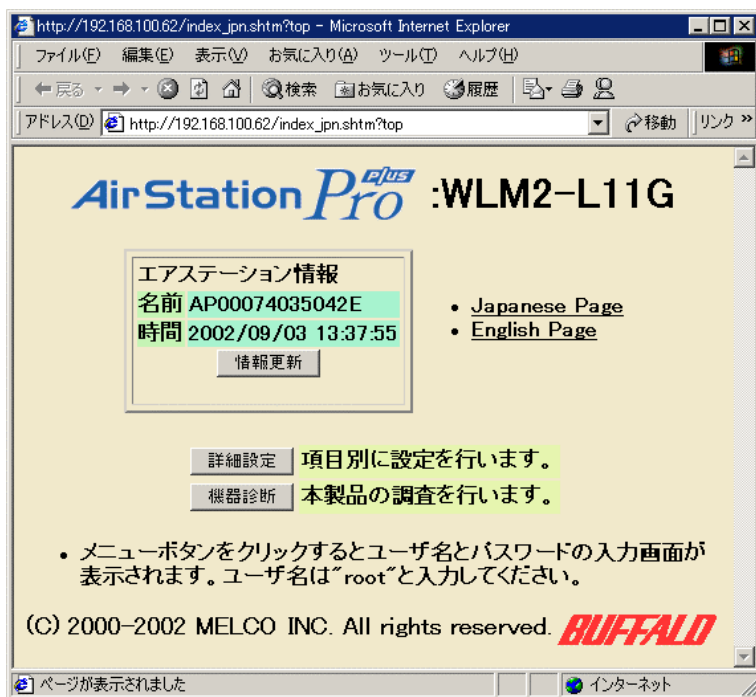 http://192.168.100.62/index_jpn.shtm?top - Microsoft Internet Explorer
ファイル(F) 編集(E) 表示(V) お気に入り(A) ツール(T) ヘルプ(H)
戻る 検索 お気に入り 履歴
アドレス(D) http://192.168.100.62/index_jpn.shtm?top 移動 リンク »
AirStation Pro plus :WLM2-L11G
エアステーション情報
名前 AP00074035042E
時間 2002/09/03 13:37:55
情報更新
• Japanese Page
• English Page
詳細設定 項目別に設定を行います。
機器診断 本製品の調査を行います。
• メニューボタンをクリックするとユーザ名とパスワードの入力画面が
表示されます。ユーザ名は"root"と入力してください。
(C) 2000-2002 MELCO INC. All rights reserved. BUFFALO
ページが表示されました インターネット